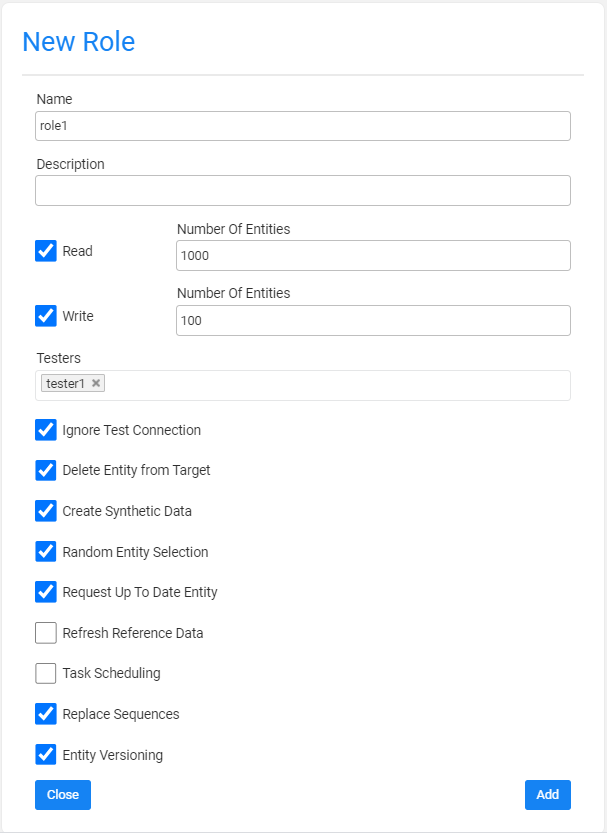 New Role
Name
role1
Description
Number Of Entities
Read
1000
Number Of Entities
Write
100
Testers
tester1 ×
Ignore Test Connection
Delete Entity from Target
Create Synthetic Data
Random Entity Selection
Request Up To Date Entity
Refresh Reference Data
Task Scheduling
Replace Sequences
Entity Versioning
Close Add